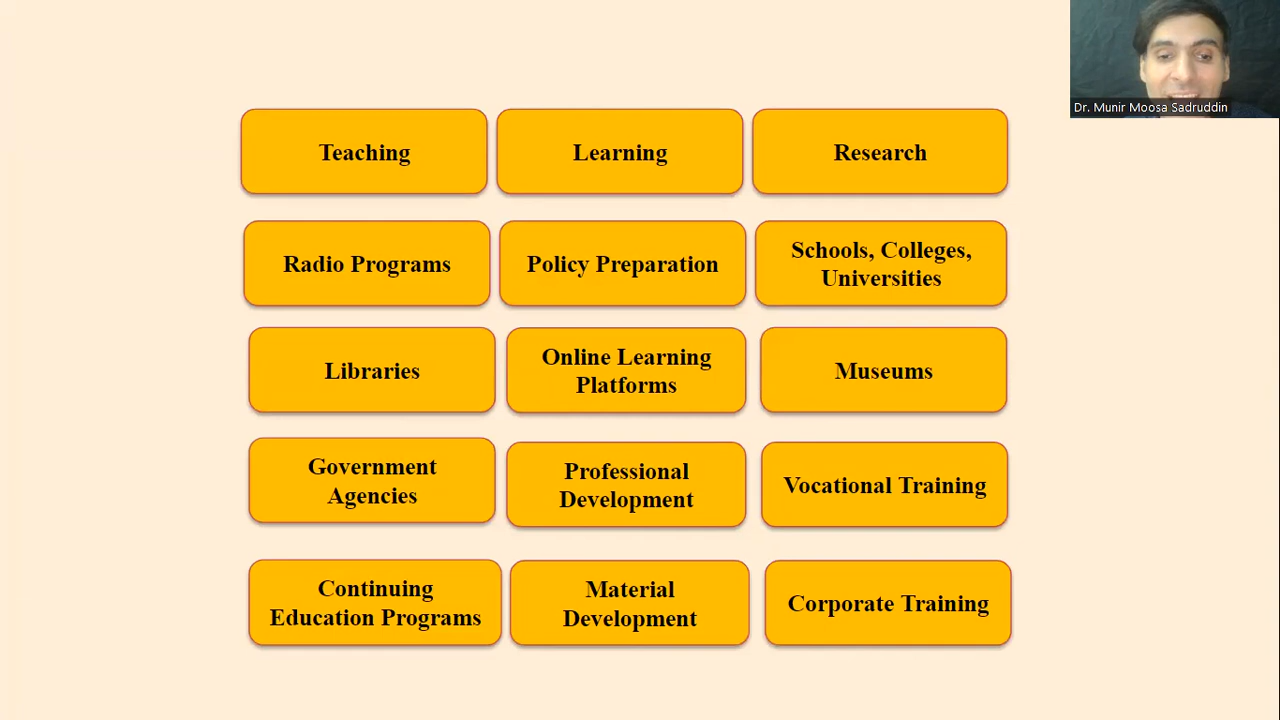 Dr. Munir Moosa Sadruddin
Teaching
Learning
Research
Radio Programs
Policy Preparation
Schools, Colleges,
Universities
Libraries
Online Learning
Platforms
Museums
Government
Agencies
Professional
Development
Vocational Training
Continuing
Education Programs
Material
Development
Corporate Training